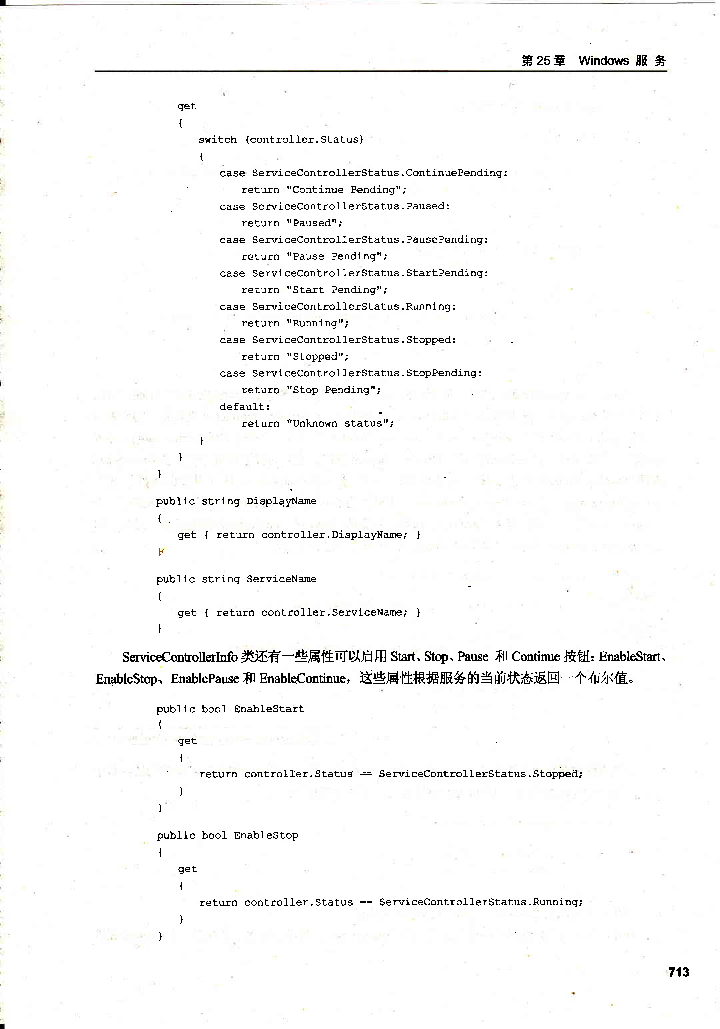 第 25 章 Windows 服 务
get
{
switch (controller.Status)
{
case ServiceControllerStatus.ContinuePending:
return "Continue Pending";
case ServiceControllerStatus.Paused:
return "Paused";
case ServiceControllerStatus.PausePending:
return "Pause Pending";
case ServiceControllerStatus.StartPending:
return "Start Pending";
case ServiceControllerStatus.Running:
return "Running";
case ServiceControllerStatus.Stopped:
return "Stopped";
case ServiceControllerStatus.StopPending:
return "Stop Pending";
default:
return "Unknown status";
}
}
}
public string DisplayName
{
get { return controller.DisplayName; }
}
public string ServiceName
{
get { return controller.ServiceName; }
}
ServiceControllerInfo 类还有一些属性可以启用 Start、Stop、Pause 和 Continue 按钮：EnableStart、
EnableStop、EnablePause 和 EnableContinue，这些属性根据服务的当前状态返回一个布尔值。
public bool EnableStart
{
get
{
return controller.Status == ServiceControllerStatus.Stopped;
}
}
public bool EnableStop
{
get
{
return controller.Status == ServiceControllerStatus.Running;
}
}
713